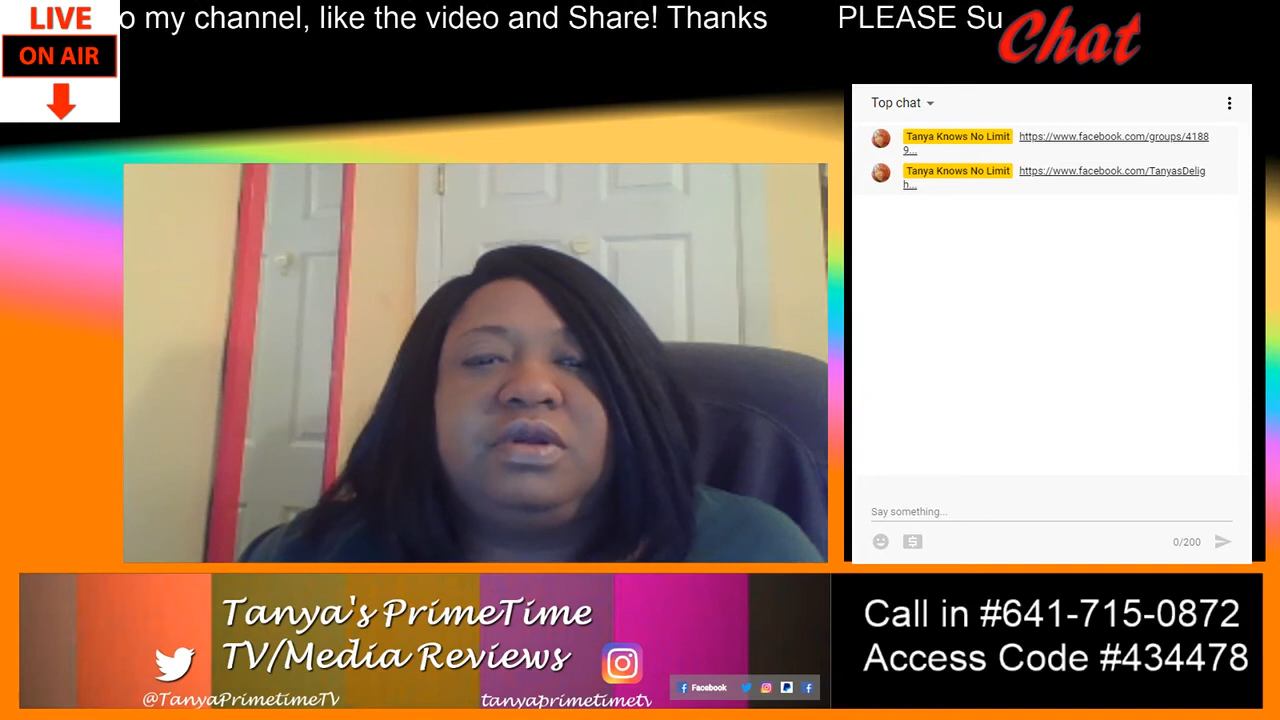 LIVE
ON AIR
o my channel, like the video and Share! Thanks
PLEASE Su
Chat
Top chat
Tanya Knows No Limit https://www.facebook.com/groups/4188
9...
Tanya Knows No Limit https://www.facebook.com/TanyasDelig
h...
Say something...
0/200
Tanya's PrimeTime
TV/Media Reviews
@TanyaPrimetimeTV
tanyaprimetimetv
Facebook
Call in #641-715-0872
Access Code #434478